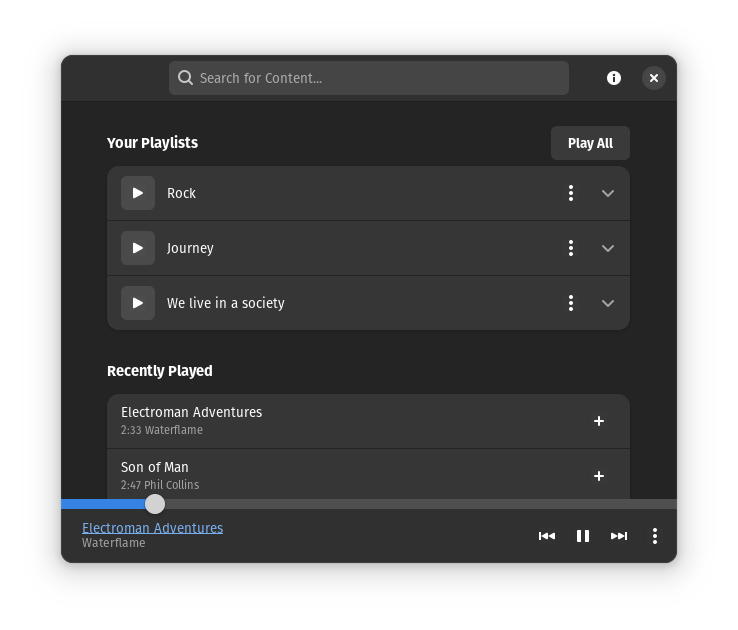 Search for Content...
Your Playlists
Play All
Rock
Journey
We live in a society
Recently Played
Electroman Adventures
2:33 Waterflame
Son of Man
2:47 Phil Collins
Electroman Adventures
Waterflame